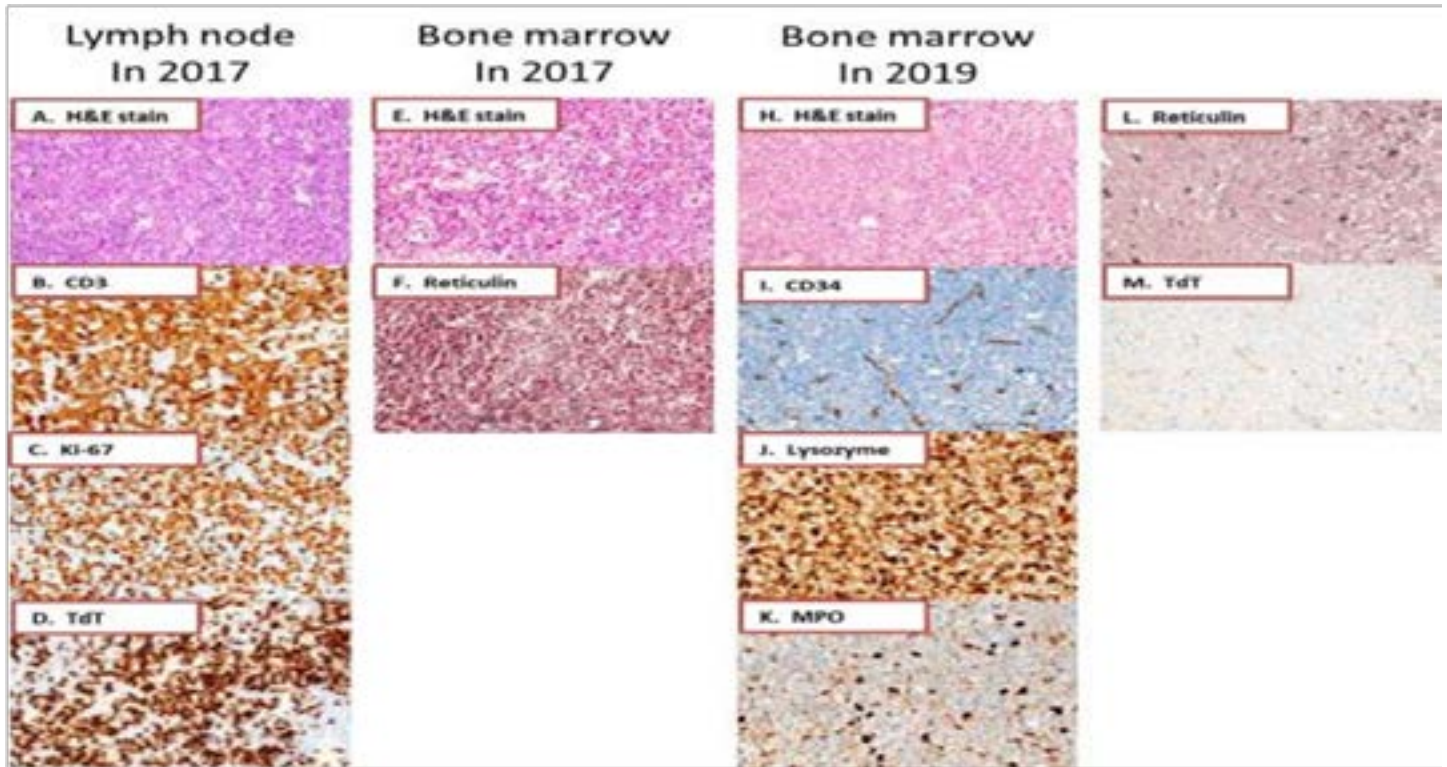 Lymph node
In 2017
Bone marrow
In 2017
Bone marrow
In 2019
A. H&E stain
E. H&E stain
H. H&E stain
L. Reticulin
B. CD3
F. Reticulin
I. CD34
M. TdT
C. KI-67
J. Lysozyme
D. TdT
K. MPO